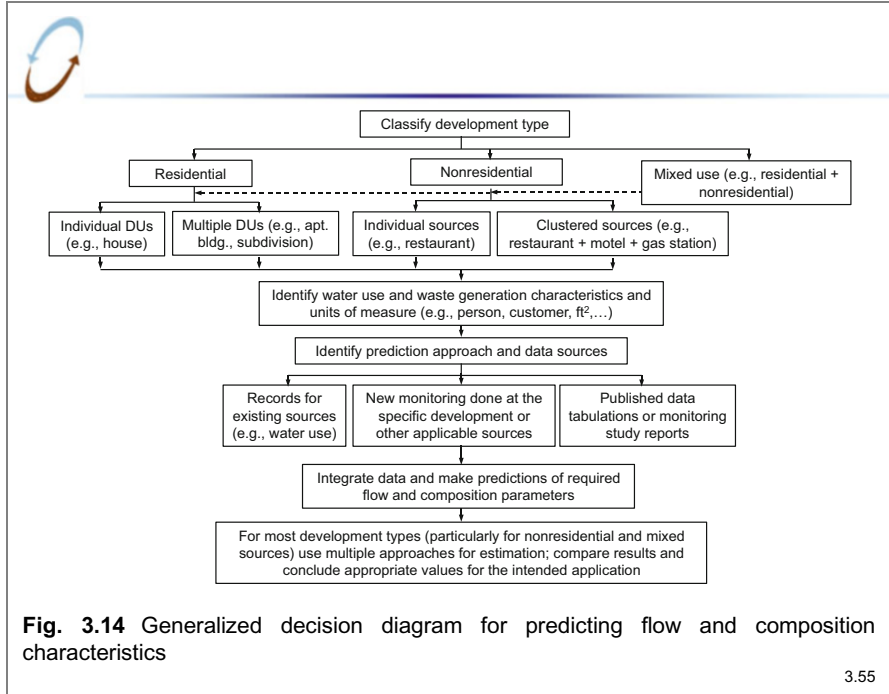 Classify development type
Residential
Nonresidential
Mixed use (e.g., residential +
nonresidential)
Individual DUs
(e.g., house)
Multiple DUs (e.g., apt.
bldg., subdivision)
Individual sources
(e.g., restaurant)
Clustered sources (e.g.,
restaurant + motel + gas station)
Identify water use and waste generation characteristics and
units of measure (e.g., person, customer, ft²,…)
Identify prediction approach and data sources
Records for
existing sources
(e.g., water use)
New monitoring done at the
specific development or
other applicable sources
Published data
tabulations or monitoring
study reports
Integrate data and make predictions of required
flow and composition parameters
For most development types (particularly for nonresidential and mixed
sources) use multiple approaches for estimation; compare results and
conclude appropriate values for the intended application
Fig. 3.14 Generalized decision diagram for predicting flow and composition
characteristics
3.55